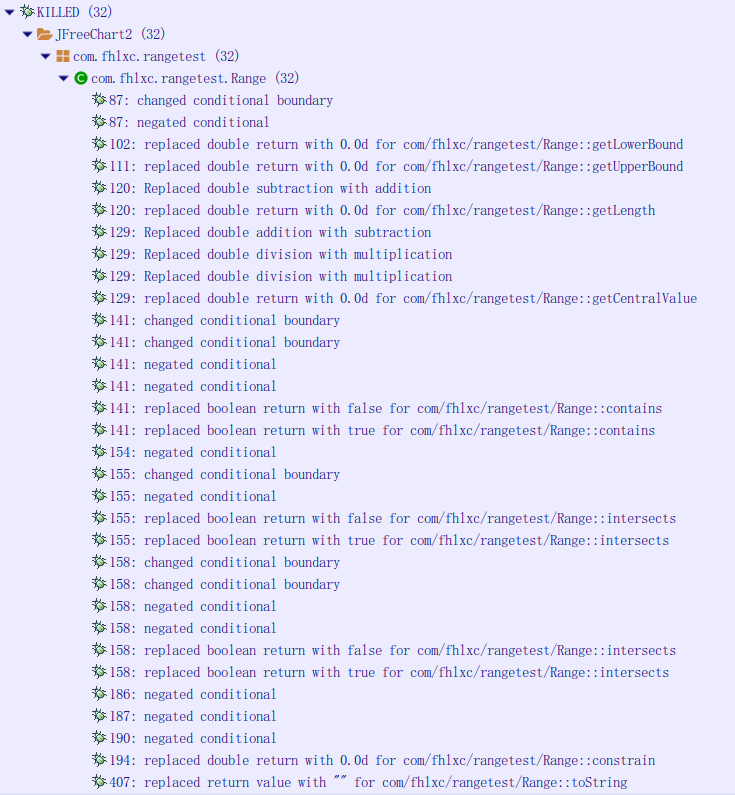 KILLED (32)
JFreeChart2 (32)
com.fhlxc.rangetest (32)
C com.fhlxc.rangetest.Range (32)
87: changed conditional boundary
87: negated conditional
102: replaced double return with 0.0d for com/fhlxc/rangetest/Range::getLowerBound
111: replaced double return with 0.0d for com/fhlxc/rangetest/Range::getUpperBound
120: Replaced double subtraction with addition
120: replaced double return with 0.0d for com/fhlxc/rangetest/Range::getLength
129: Replaced double addition with subtraction
129: Replaced double division with multiplication
129: Replaced double division with multiplication
129: replaced double return with 0.0d for com/fhlxc/rangetest/Range::getCentralValue
141: changed conditional boundary
141: changed conditional boundary
141: negated conditional
141: negated conditional
141: replaced boolean return with false for com/fhlxc/rangetest/Range::contains
141: replaced boolean return with true for com/fhlxc/rangetest/Range::contains
154: negated conditional
155: changed conditional boundary
155: negated conditional
155: replaced boolean return with false for com/fhlxc/rangetest/Range::intersects
155: replaced boolean return with true for com/fhlxc/rangetest/Range::intersects
158: changed conditional boundary
158: changed conditional boundary
158: negated conditional
158: negated conditional
158: replaced boolean return with false for com/fhlxc/rangetest/Range::intersects
158: replaced boolean return with true for com/fhlxc/rangetest/Range::intersects
186: negated conditional
187: negated conditional
190: negated conditional
194: replaced double return with 0.0d for com/fhlxc/rangetest/Range::constrain
407: replaced return value with "" for com/fhlxc/rangetest/Range::toString